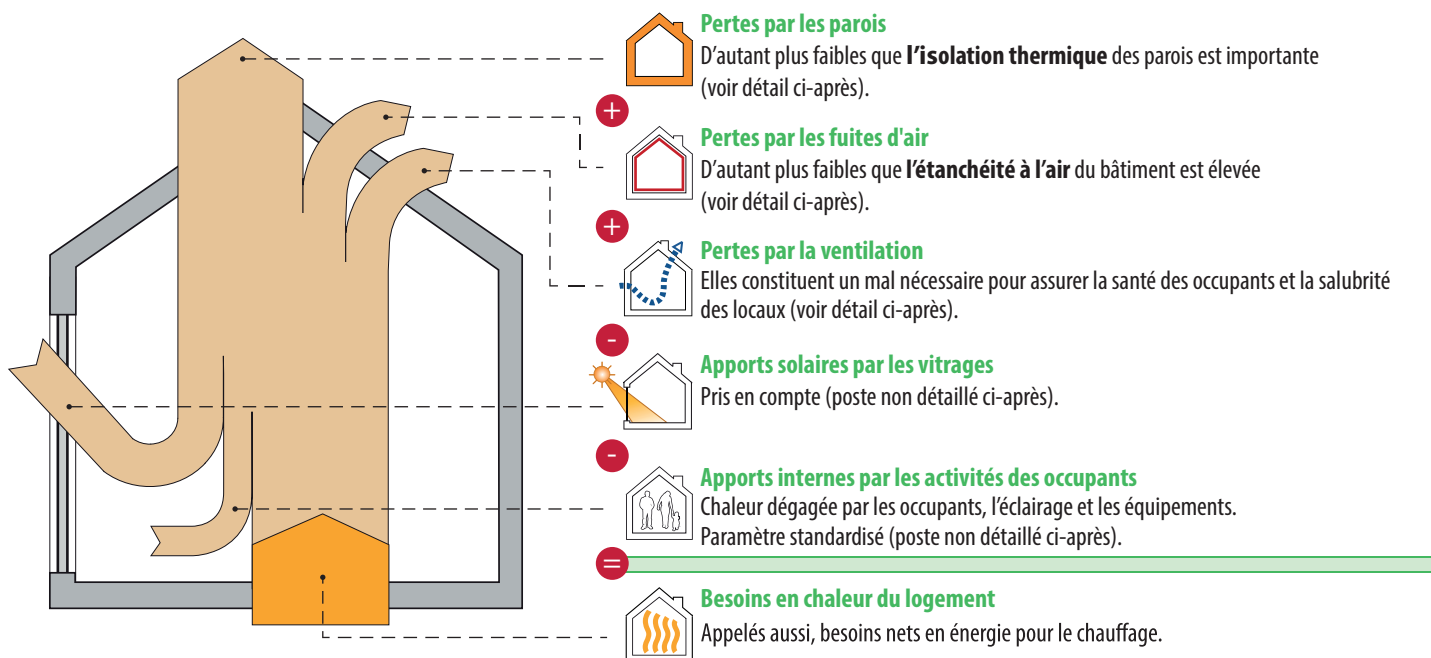 Pertes par les parois
D'autant plus faibles que l'isolation thermique des parois est importante
(voir détail ci-après).
+
Pertes par les fuites d'air
D'autant plus faibles que l'étanchéité à l'air du bâtiment est élevée
(voir détail ci-après).
+
Pertes par la ventilation
Elles constituent un mal nécessaire pour assurer la santé des occupants et la salubrité
des locaux (voir détail ci-après).
-
Apports solaires par les vitrages
Pris en compte (poste non détaillé ci-après).
-
Apports internes par les activités des occupants
Chaleur dégagée par les occupants, l'éclairage et les équipements.
Paramètre standardisé (poste non détaillé ci-après).
=
Besoins en chaleur du logement
Appelés aussi, besoins nets en énergie pour le chauffage.